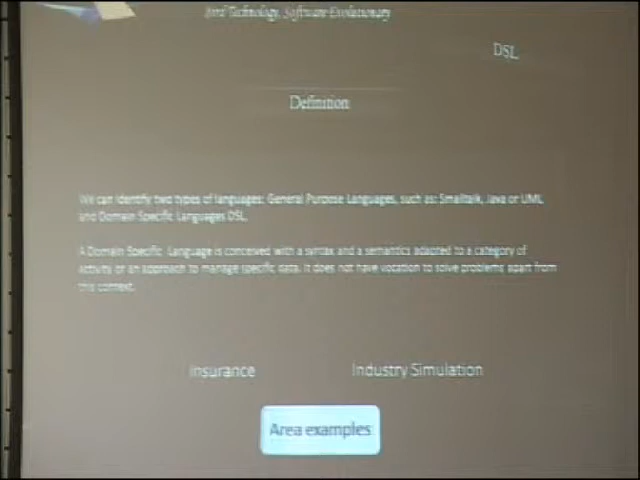 And Technology, Software Evolutionary
DSL
Definition
We can identify two types of languages: General Purpose Languages, such as: Smalltalk, Java or UML
and Domain Specific Languages DSL.
A Domain Specific Language is conceived with a syntax and a semantics adapted to a category of
activity or an approach to manage specific data. It does not have vocation to solve problems apart from
this context.
Insurance
Industry Simulation
Area examples